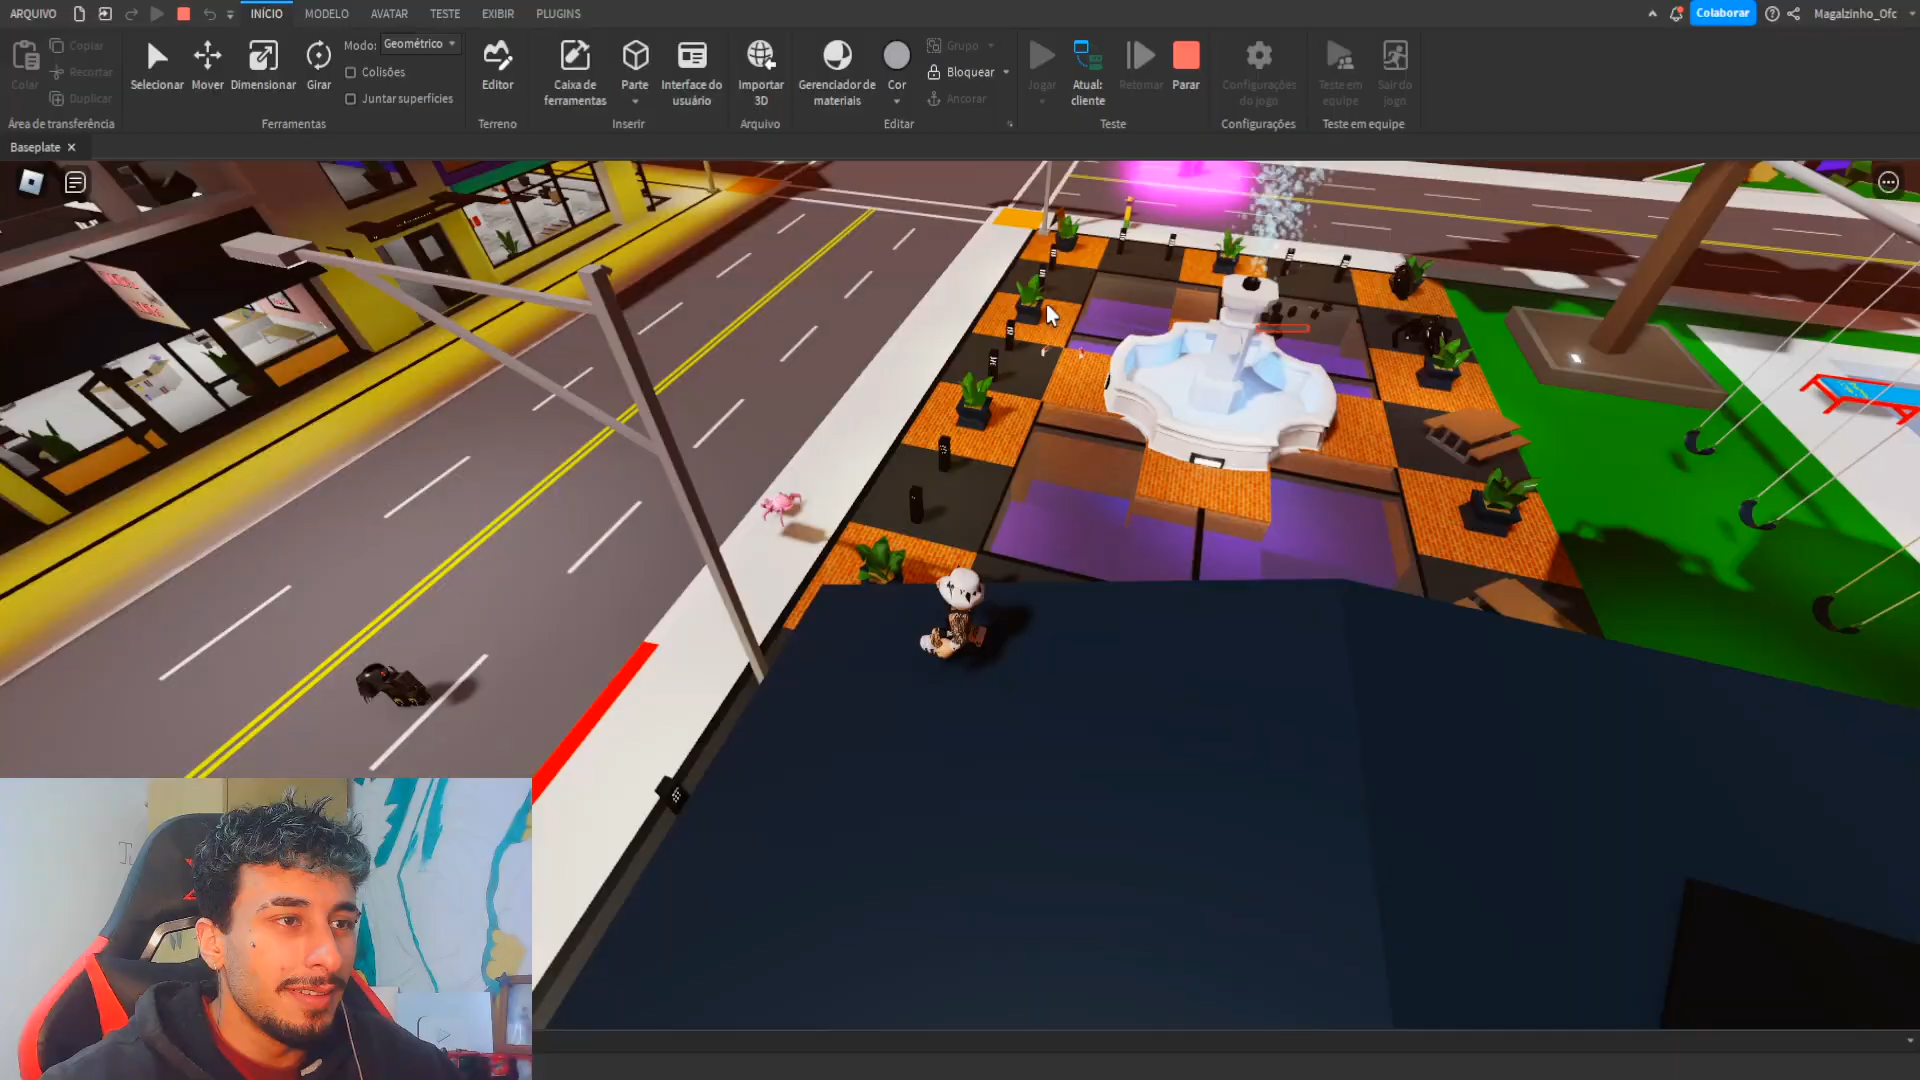 ARQUIVO INÍCIO MODELO AVATAR TESTE EXIBIR PLUGINS Colaborar Magalzinho_Ofc
Colar
Copiar
Recortar
Duplicar
Área de transferência
Selecionar
Mover
Dimensionar
Girar
Modo: Geométrico
Colisões
Juntar superfícies
Ferramentas
Editor
Terreno
Caixa de
ferramentas
Parte
Interface do
usuário
Inserir
Importar
3D
Arquivo
Gerenciador de
materiais
Cor
Grupo
Bloquear
Ancorar
Editar
Jogar
Atual:
cliente
Retomar
Parar
Teste
Configurações
do jogo
Configurações
Teste em
equipe
Sair do
jogo
Teste em equipe
Baseplate